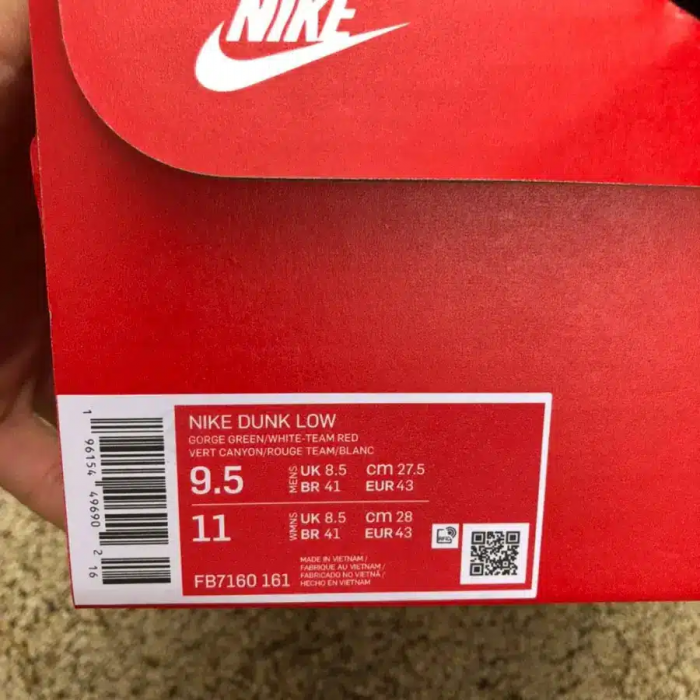 NIKE
NIKE DUNK LOW
GORGE GREEN/WHITE-TEAM RED
VERT CANYON/ROUGE TEAM/BLANC
9.5 MENS UK 8.5 cm 27.5
BR 41 EUR 43
11 WMNS UK 8.5 cm 28
BR 41 EUR 43
MADE IN VIETNAM /
FABRIQUE AU VIETNAM /
FABRICADO NO VIETNÃ /
HECHO EN VIETNAM
FB7160 161
1 96154 49690 2 16